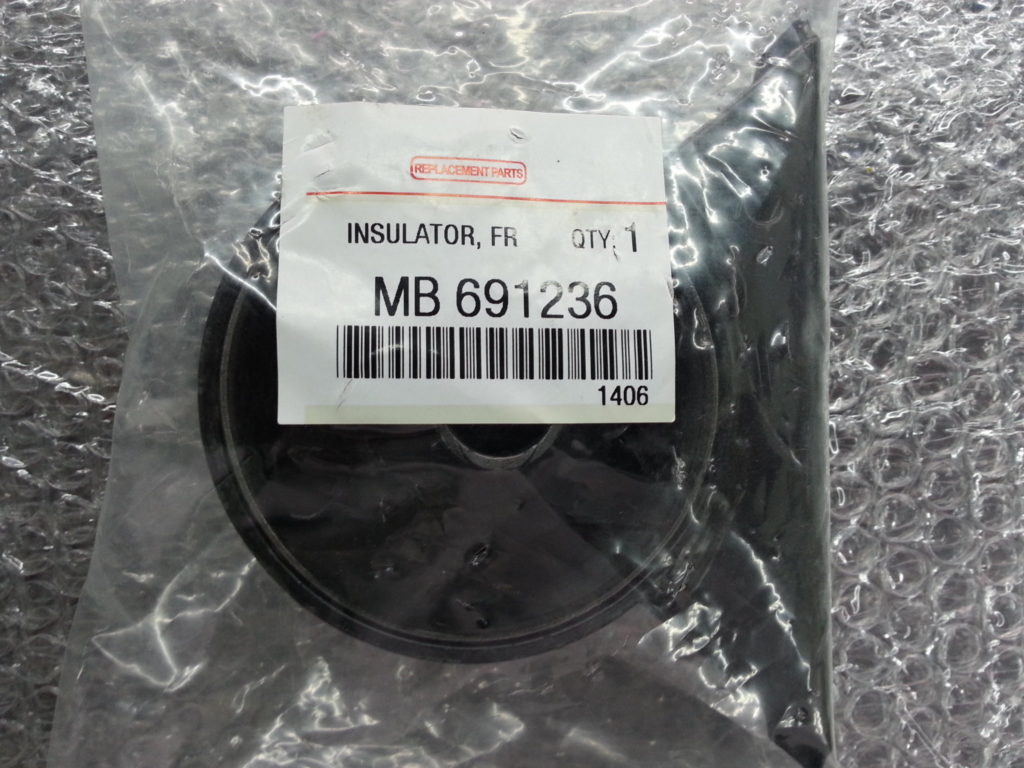 REPLACEMENT PARTS
INSULATOR, FR QTY: 1
MB 691236
1406